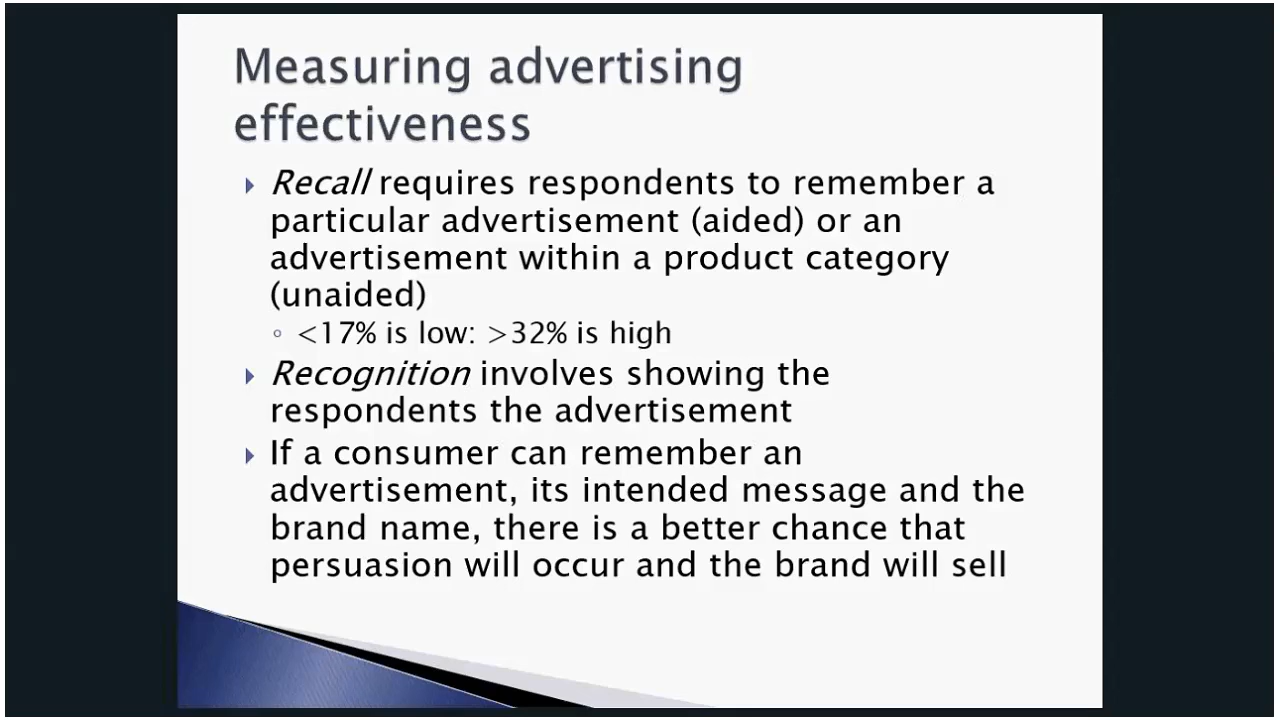 Measuring advertising
effectiveness
Recall requires respondents to remember a
particular advertisement (aided) or an
advertisement within a product category
(unaided)
<17% is low: >32% is high
Recognition involves showing the
respondents the advertisement
If a consumer can remember an
advertisement, its intended message and the
brand name, there is a better chance that
persuasion will occur and the brand will sell